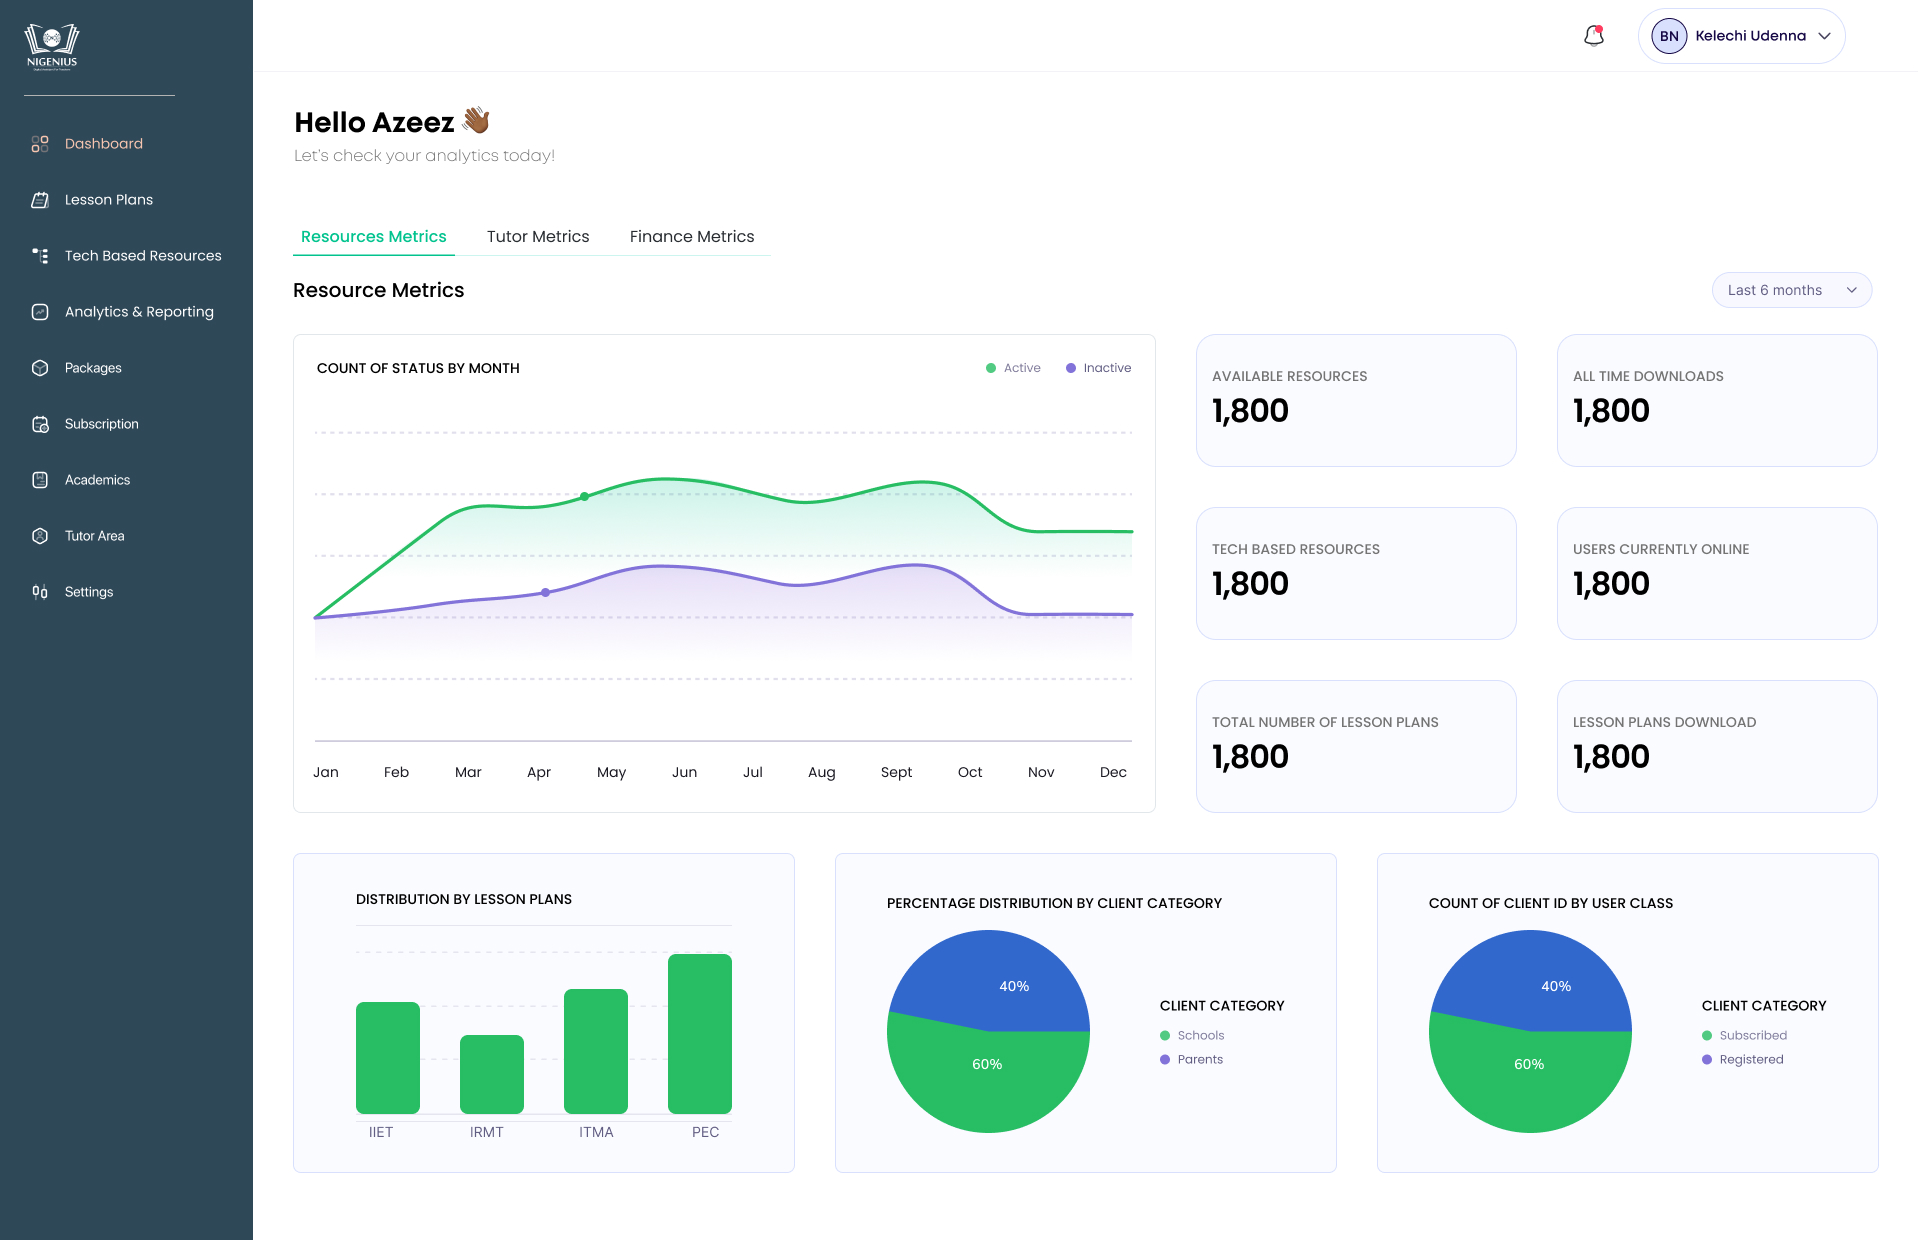 NIGENIUS
Dashboard
Lesson Plans
Tech Based Resources
Analytics & Reporting
Packages
Subscription
Academics
Tutor Area
Settings
BN Kelechi Udenna
Hello Azeez 👋🏾
Let's check your analytics today!
Resources Metrics Tutor Metrics Finance Metrics
Resource Metrics
Last 6 months
COUNT OF STATUS BY MONTH
Active Inactive
Jan Feb Mar Apr May Jun Jul Aug Sept Oct Nov Dec
AVAILABLE RESOURCES
1,800
ALL TIME DOWNLOADS
1,800
TECH BASED RESOURCES
1,800
USERS CURRENTLY ONLINE
1,800
TOTAL NUMBER OF LESSON PLANS
1,800
LESSON PLANS DOWNLOAD
1,800
DISTRIBUTION BY LESSON PLANS
IIET IRMT ITMA PEC
PERCENTAGE DISTRIBUTION BY CLIENT CATEGORY
40%
60%
CLIENT CATEGORY
Schools
Parents
COUNT OF CLIENT ID BY USER CLASS
40%
60%
CLIENT CATEGORY
Subscribed
Registered